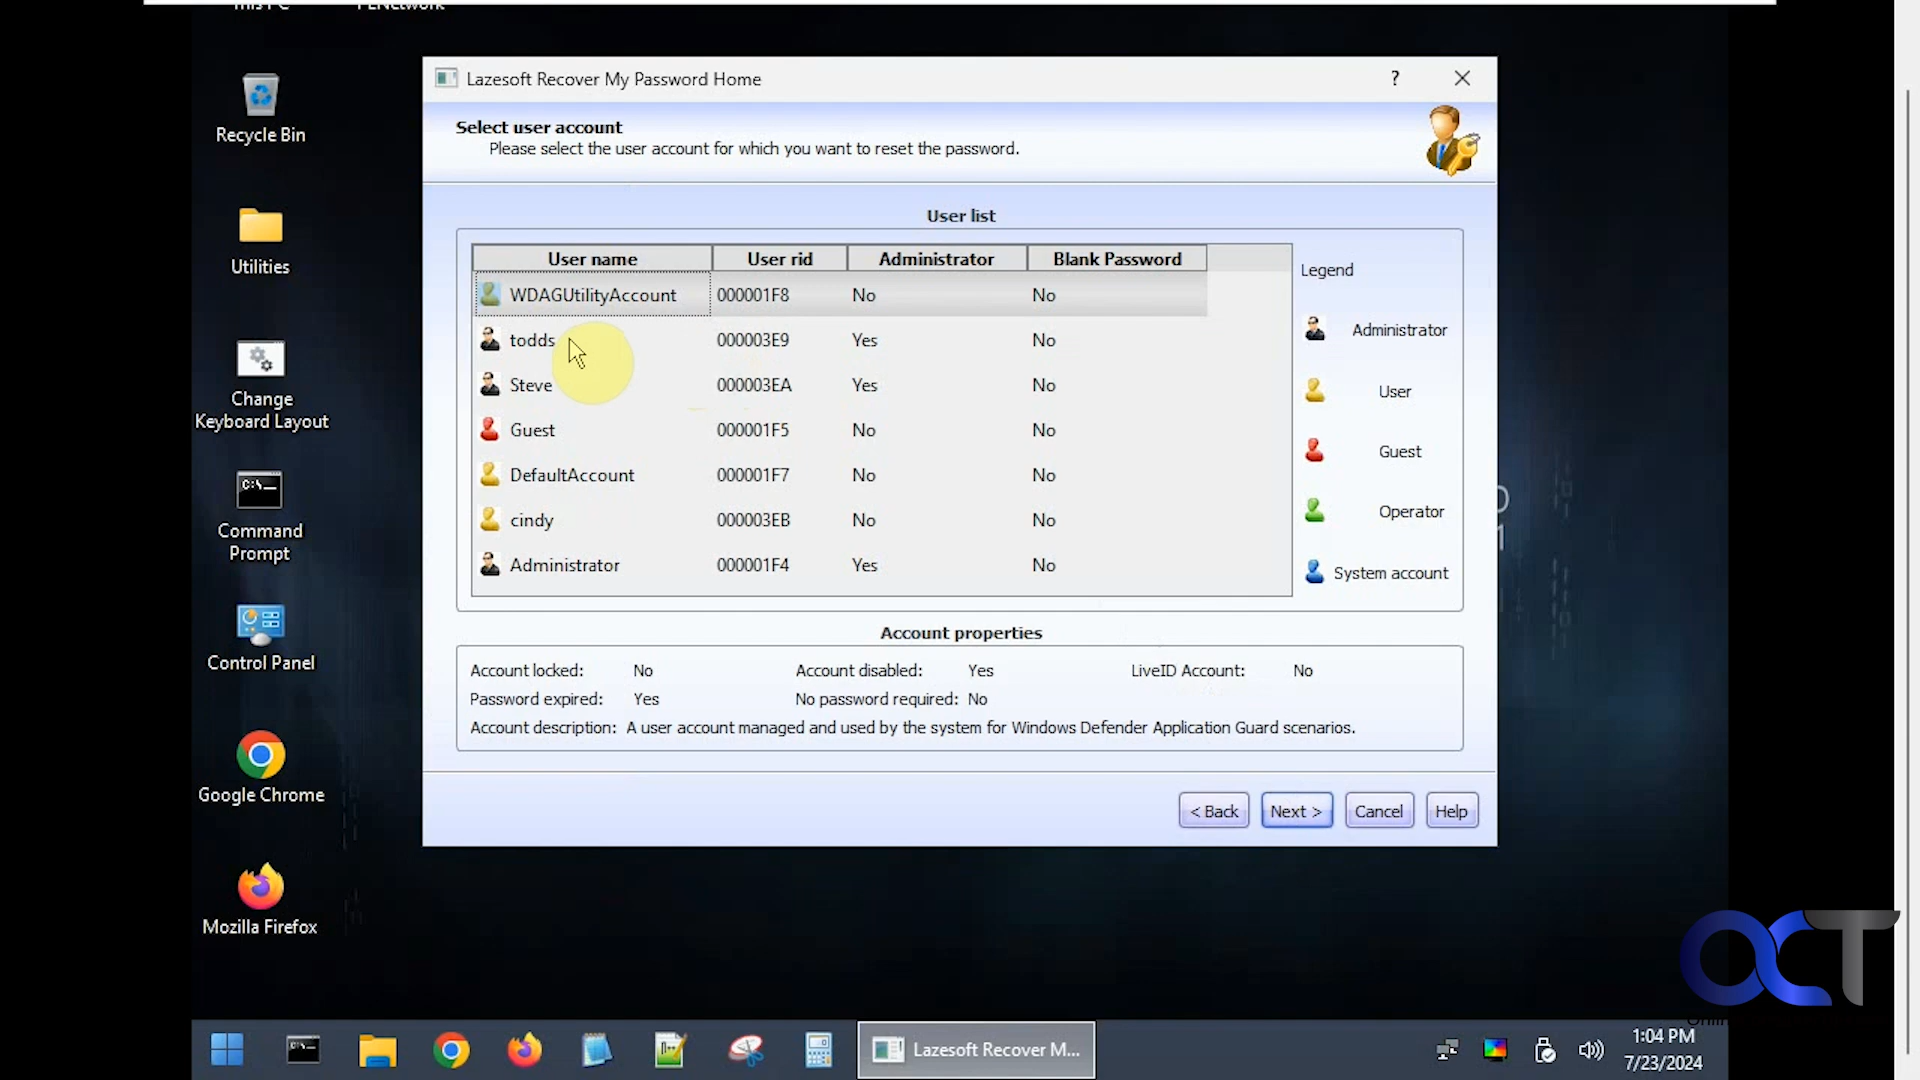 Lazesoft Recover My Password Home
?
Select user account
Please select the user account for which you want to reset the password.
Recycle Bin
Utilities
Change
Keyboard Layout
C:\
Command
Prompt
Control Panel
Google Chrome
Mozilla Firefox
User list
User name User rid Administrator Blank Password
WDAGUtilityAccount 000001F8 No No
todds 000003E9 Yes No
Steve 000003EA Yes No
Guest 000001F5 No No
DefaultAccount 000001F7 No No
cindy 000003EB No No
Administrator 000001F4 Yes No
Legend
Administrator
User
Guest
Operator
System account
Account properties
Account locked: No Account disabled: Yes LiveID Account: No
Password expired: Yes No password required: No
Account description: A user account managed and used by the system for Windows Defender Application Guard scenarios.
< Back Next > Cancel Help
OCT
Lazesoft Recover M...
1:04 PM
7/23/2024